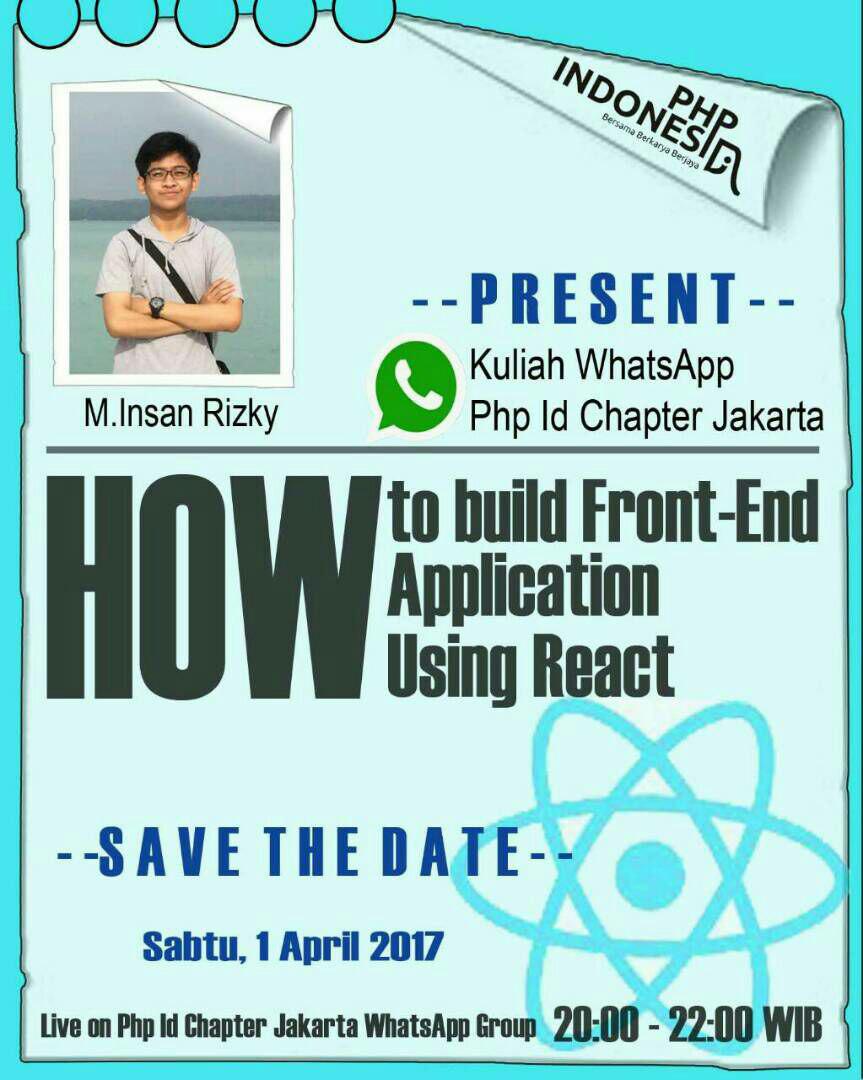 PHP
INDONESIA
Bersama Berkarya Berjaya
--PRESENT--
Kuliah WhatsApp
Php Id Chapter Jakarta
M.Insan Rizky
HOW to build Front-End
Application
Using React
--SAVE THE DATE--
Sabtu, 1 April 2017
Live on Php Id Chapter Jakarta WhatsApp Group 20:00 - 22:00 WIB